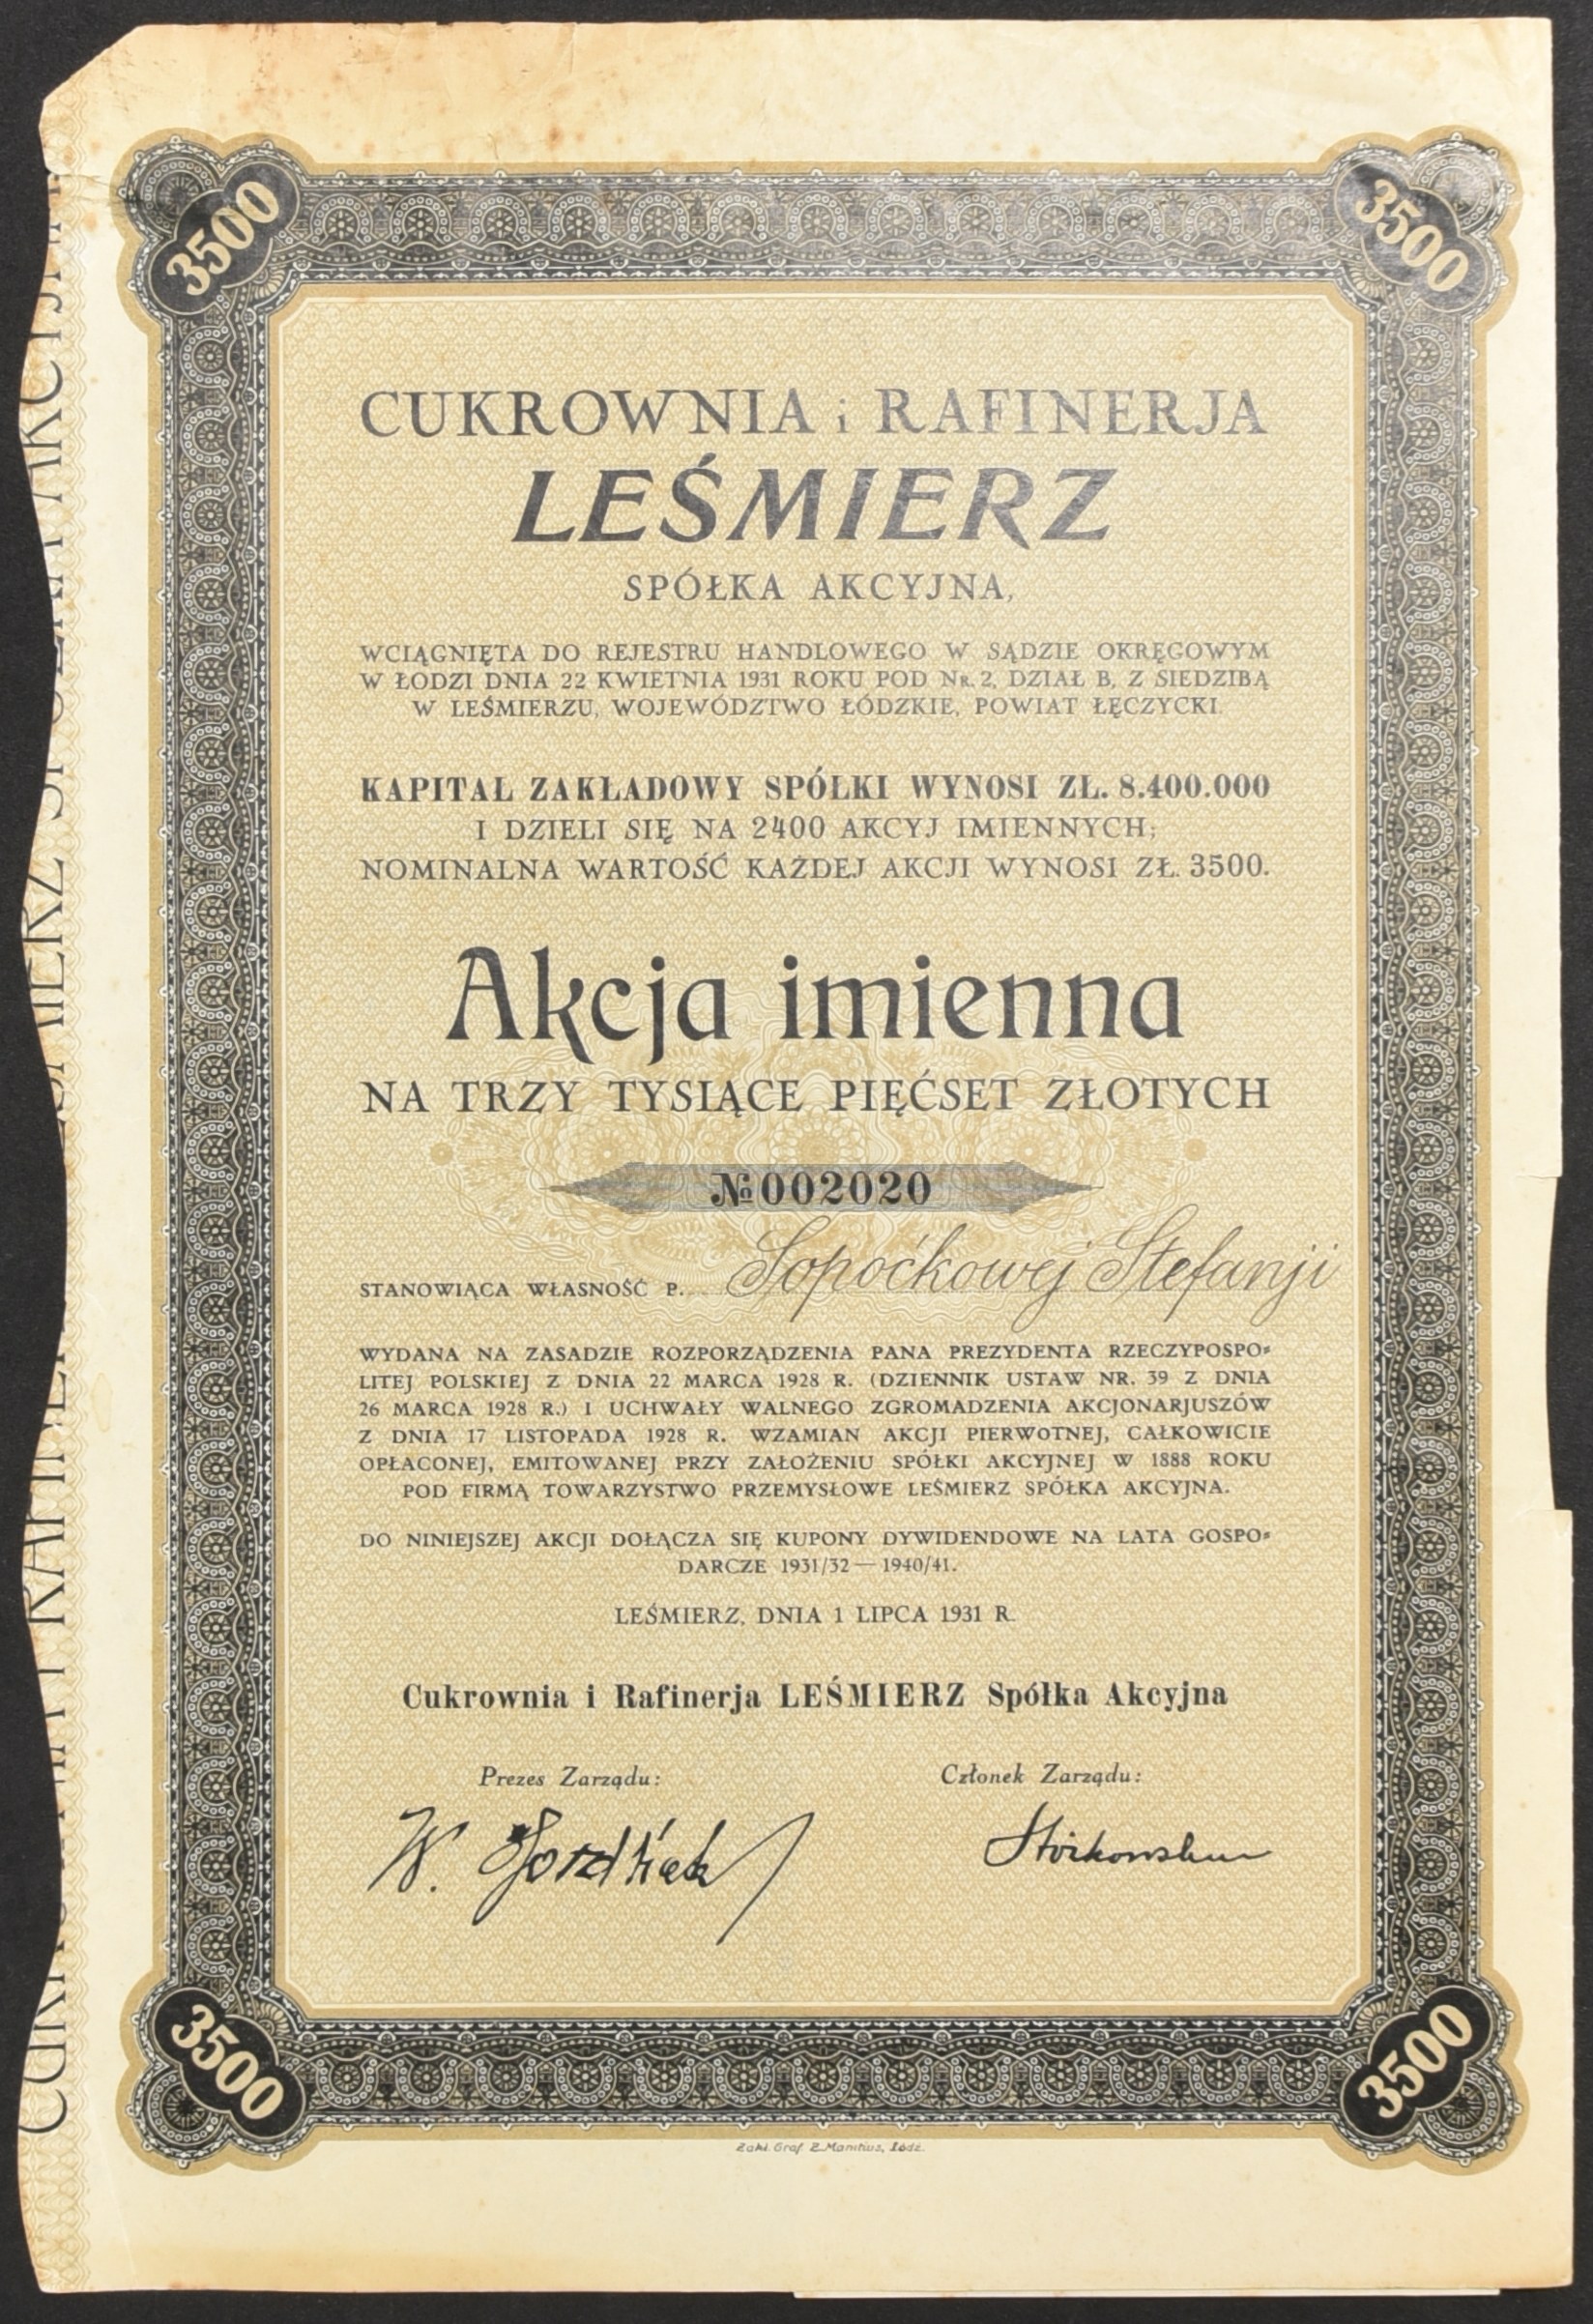 3500
3500
CUKROWNIA i RAFINERJA
LEŚMIERZ
SPÓŁKA AKCYJNA,
WCIĄGNIĘTA DO REJESTRU HANDLOWEGO W SĄDZIE OKRĘGOWYM
W ŁODZI DNIA 22 KWIETNIA 1931 ROKU POD Nr. 2, DZIAŁ B, Z SIEDZIBĄ
W LEŚMIERZU, WOJEWÓDZTWO ŁÓDZKIE, POWIAT ŁĘCZYCKI.
KAPITAŁ ZAKŁADOWY SPÓŁKI WYNOSI ZŁ. 8.400.000
I DZIELI SIĘ NA 2400 AKCYJ IMIENNYCH;
NOMINALNA WARTOŚĆ KAŻDEJ AKCJI WYNOSI ZŁ. 3500.
Akcja imienna
NA TRZY TYSIĄCE PIĘĆSET ZŁOTYCH
№ 002020
STANOWIĄCA WŁASNOŚĆ P. Sopoćkowej Stefanji
WYDANA NA ZASADZIE ROZPORZĄDZENIA PANA PREZYDENTA RZECZYPOSPO=
LITEJ POLSKIEJ Z DNIA 22 MARCA 1928 R. (DZIENNIK USTAW NR. 39 Z DNIA
26 MARCA 1928 R.) I UCHWAŁY WALNEGO ZGROMADZENIA AKCJONARJUSZÓW
Z DNIA 17 LISTOPADA 1928 R. WZAMIAN AKCJI PIERWOTNEJ, CAŁKOWICIE
OPŁACONEJ, EMITOWANEJ PRZY ZAŁOŻENIU SPÓŁKI AKCYJNEJ W 1888 ROKU
POD FIRMĄ TOWARZYSTWO PRZEMYSŁOWE LEŚMIERZ SPÓŁKA AKCYJNA.
DO NINIEJSZEJ AKCJI DOŁĄCZA SIĘ KUPONY DYWIDENDOWE NA LATA GOSPO=
DARCZE 1931/32 — 1940/41.
LEŚMIERZ, DNIA 1 LIPCA 1931 R.
Cukrownia i Rafinerja LEŚMIERZ Spółka Akcyjna
Prezes Zarządu:
Członek Zarządu:
W.
3500
3500
Zakł. Graf. Z. Manitius, Łódź.